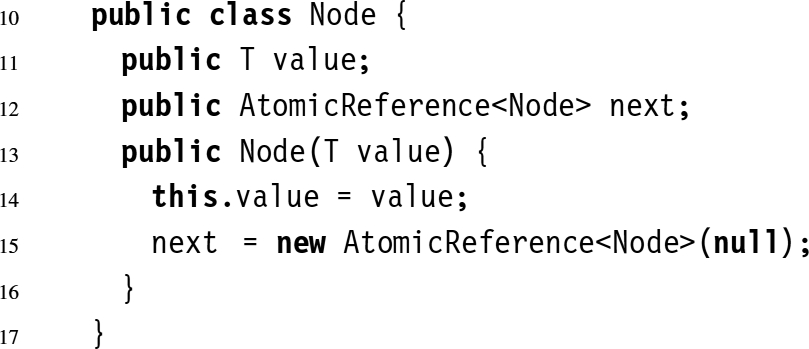 10 public class Node {
11 public T value;
12 public AtomicReference<Node> next;
13 public Node(T value) {
14 this.value = value;
15 next = new AtomicReference<Node>(null);
16 }
17 }